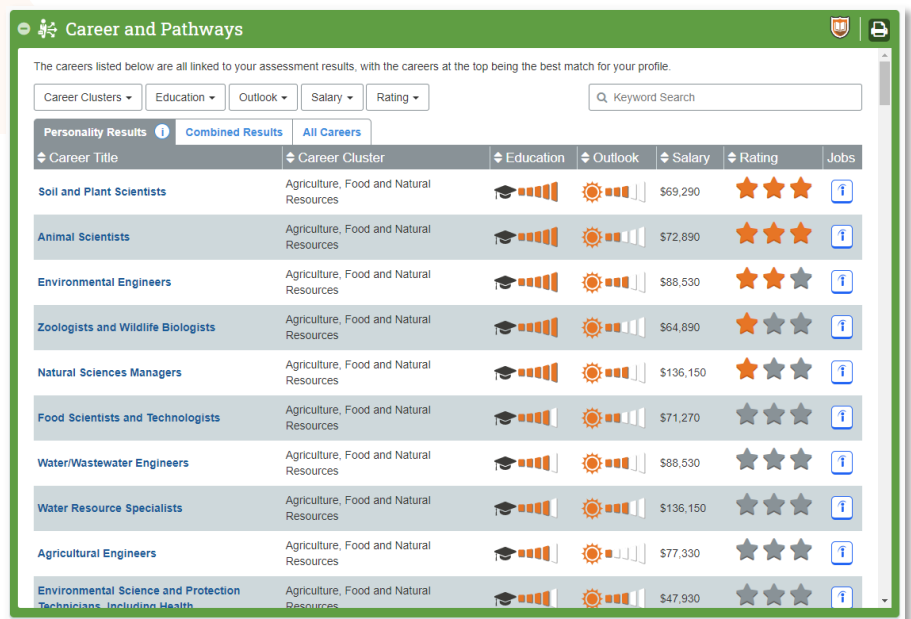 Career and Pathways
The careers listed below are all linked to your assessment results, with the careers at the top being the best match for your profile.
Career Clusters Education Outlook Salary Rating Keyword Search
Personality Results i Combined Results All Careers
Career Title Career Cluster Education Outlook Salary Rating Jobs
Soil and Plant Scientists Agriculture, Food and Natural $69,290
Resources
Animal Scientists Agriculture, Food and Natural $72,890
Resources
Environmental Engineers Agriculture, Food and Natural $88,530
Resources
Zoologists and Wildlife Biologists Agriculture, Food and Natural $64,890
Resources
Natural Sciences Managers Agriculture, Food and Natural $136,150
Resources
Food Scientists and Technologists Agriculture, Food and Natural $71,270
Resources
Water/Wastewater Engineers Agriculture, Food and Natural $88,530
Resources
Water Resource Specialists Agriculture, Food and Natural $136,150
Resources
Agricultural Engineers Agriculture, Food and Natural $77,330
Resources
Environmental Science and Protection Agriculture, Food and Natural $47,930
Technicians, Including Health Resources